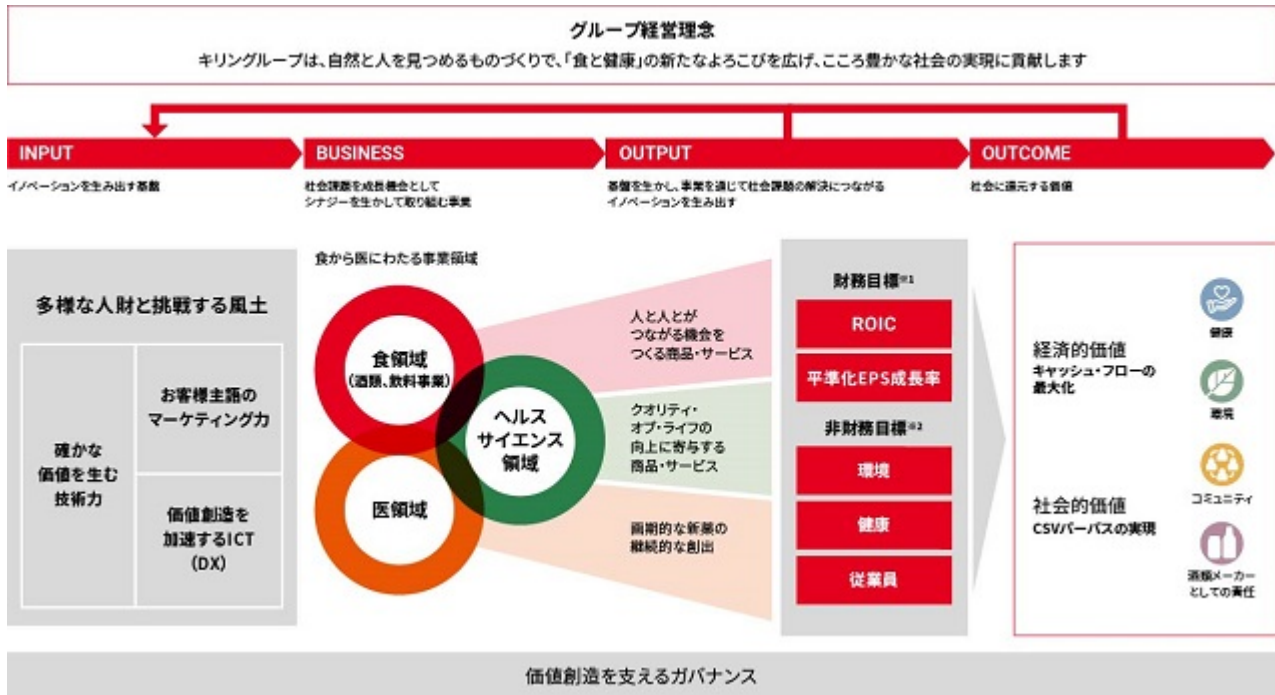 グループ経営理念
キリングループは、自然と人を見つめるものづくりで、「食と健康」の新たなよろこびを広げ、こころ豊かな社会の実現に貢献します
INPUT
BUSINESS
OUTPUT
OUTCOME
イノベーションを生み出す基盤
社会課題を成長機会として
シナジーを生かして取り組む事業
基盤を生かし、事業を通じて社会課題の解決につながる
イノベーションを生み出す
社会に還元する価値
多様な人財と挑戦する風土
確かな
価値を生む
技術力
お客様主語の
マーケティング力
価値創造を
加速するICT
(DX)
食から医にわたる事業領域
食領域
(酒類、飲料事業)
ヘルス
サイエンス
領域
医領域
人と人とが
つながる機会を
つくる商品・サービス
クオリティ・
オブ・ライフの
向上に寄与する
商品・サービス
画期的な新薬の
継続的な創出
財務目標※1
ROIC
平準化EPS成長率
非財務目標※2
環境
健康
従業員
経済的価値
キャッシュ・フローの
最大化
社会的価値
CSVパーパスの実現
健康
環境
コミュニティ
酒類メーカー
としての責任
価値創造を支えるガバナンス